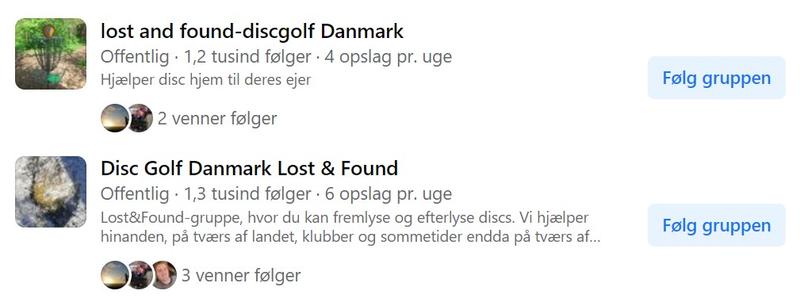 lost and found-discgolf Danmark
Offentlig · 1,2 tusind følger · 4 opslag pr. uge
Hjælper disc hjem til deres ejer
Følg gruppen
2 venner følger
Disc Golf Danmark Lost & Found
Offentlig · 1,3 tusind følger · 6 opslag pr. uge
Lost&Found-gruppe, hvor du kan fremlyse og efterlyse discs. Vi hjælper
hinanden, på tværs af landet, klubber og sommetider endda på tværs af...
Følg gruppen
3 venner følger